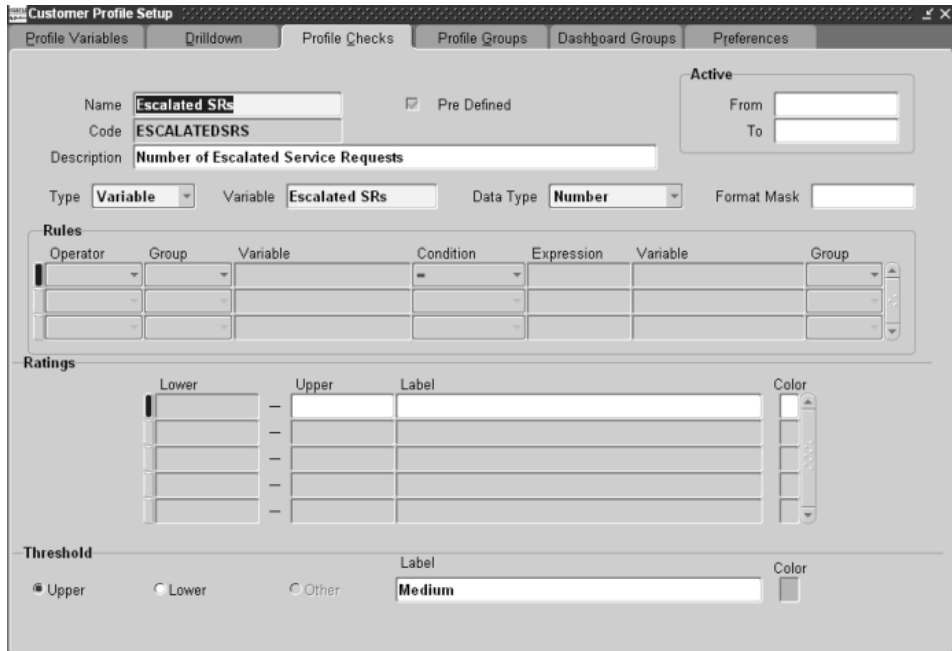 Customer Profile Setup
Profile Variables Drilldown Profile Checks Profile Groups Dashboard Groups Preferences
Active
Name Escalated SRs Pre Defined From
Code ESCALATEDSRS To
Description Number of Escalated Service Requests
Type Variable Variable Escalated SRs Data Type Number Format Mask
Rules
Operator Group Variable Condition Expression Variable Group
=
Ratings
Lower Upper Label Color
–
–
–
–
–
Threshold
Label Color
Upper Lower Other Medium